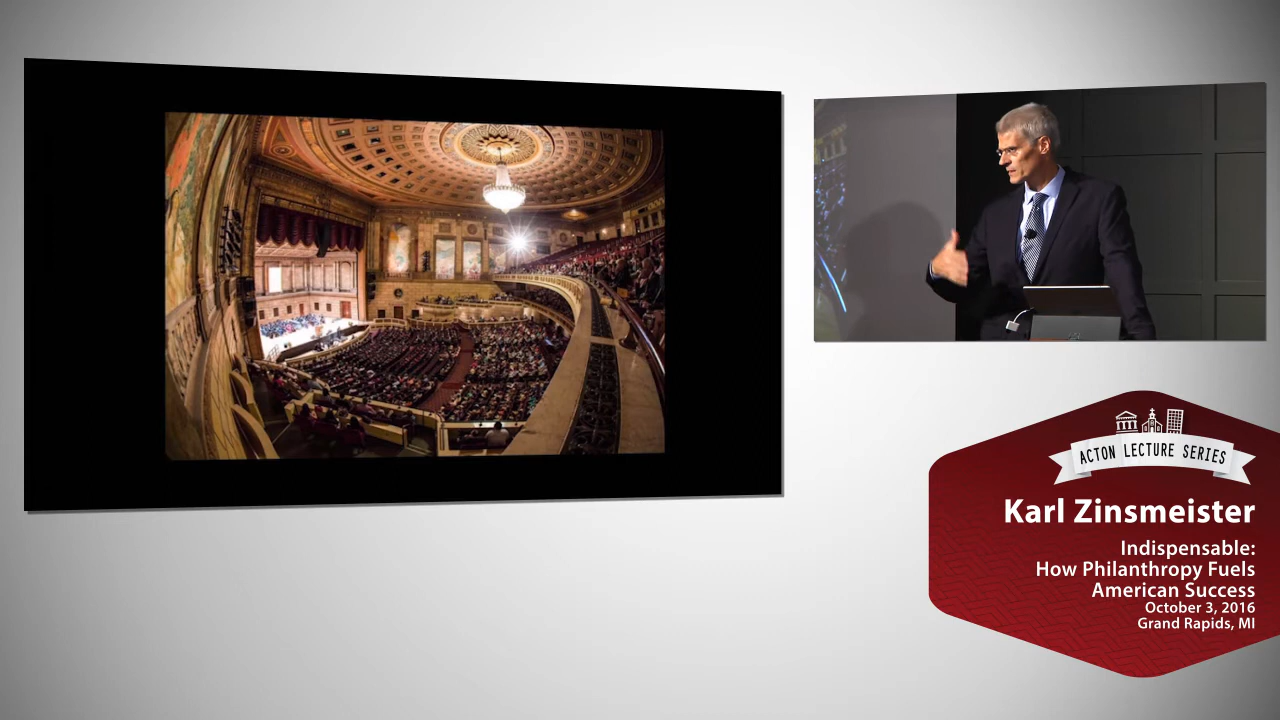 ACTON LECTURE SERIES
Karl Zinsmeister
Indispensable:
How Philanthropy Fuels
American Success
October 3, 2016
Grand Rapids, MI